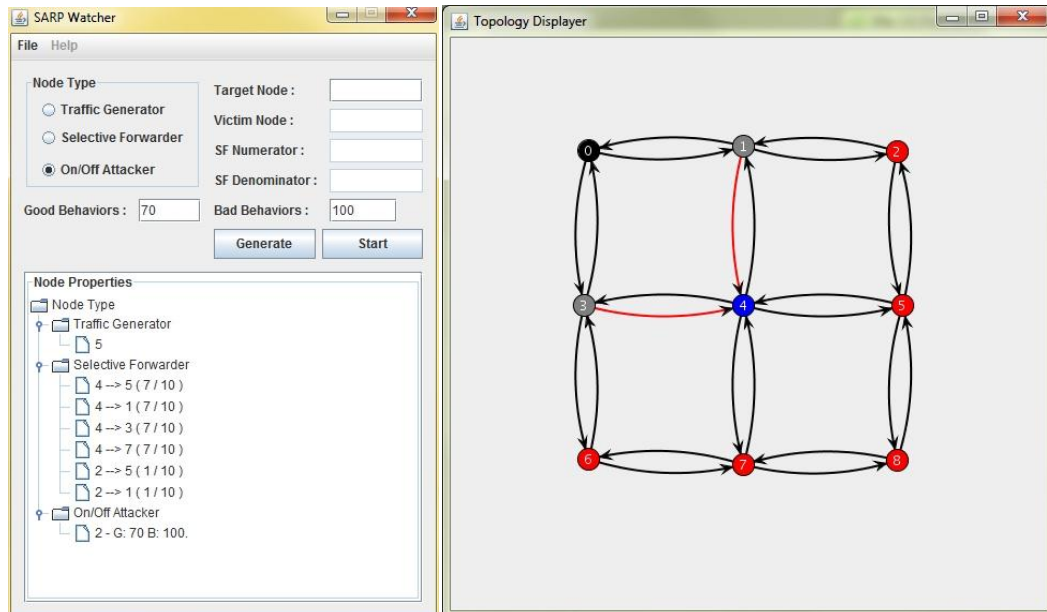 SARP Watcher
File Help
Node Type
Traffic Generator
Selective Forwarder
On/Off Attacker
Target Node :
Victim Node :
SF Numerator :
SF Denominator :
Good Behaviors : 70 Bad Behaviors : 100
Generate Start
Node Properties
Node Type
Traffic Generator
5
Selective Forwarder
4 --> 5 ( 7 / 10 )
4 --> 1 ( 7 / 10 )
4 --> 3 ( 7 / 10 )
4 --> 7 ( 7 / 10 )
2 --> 5 ( 1 / 10 )
2 --> 1 ( 1 / 10 )
On/Off Attacker
2 - G: 70 B: 100.
Topology Displayer
0 1 2
3 4 5
6 7 8